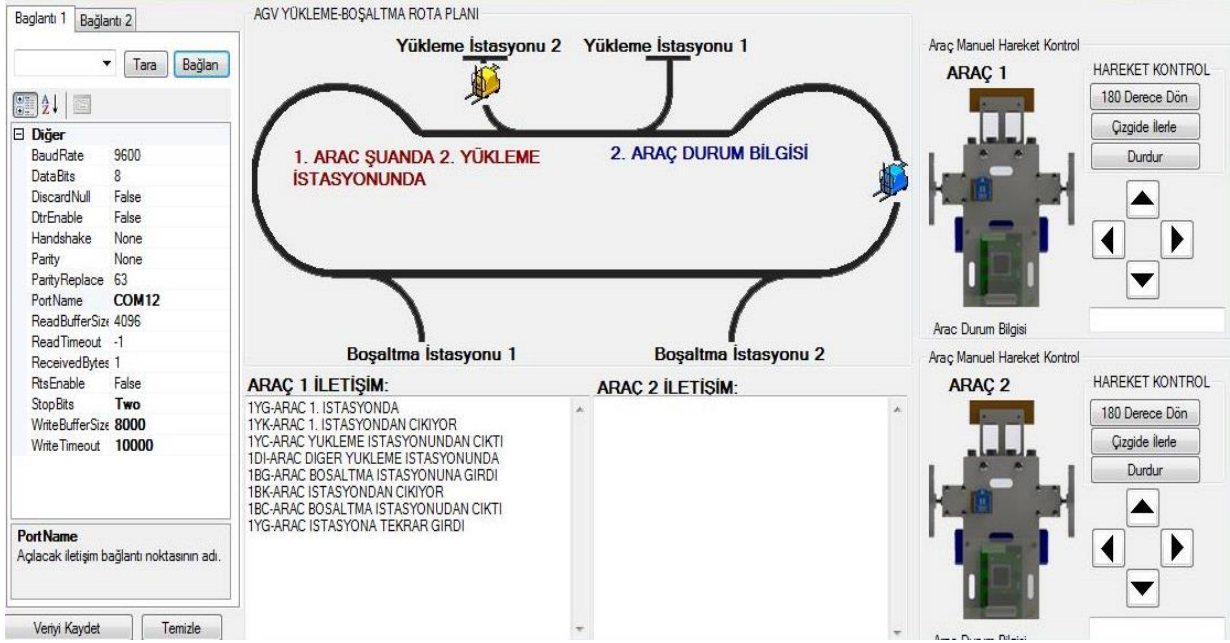 Baglantı 1
Bağlantı 2
Tara
Bağlan
Diğer
BaudRate 9600
DataBits 8
DiscardNull False
DtrEnable False
Handshake None
Parity None
ParityReplace 63
PortName COM12
ReadBufferSize 4096
ReadTimeout -1
ReceivedBytes 1
RtsEnable False
StopBits Two
WriteBufferSize 8000
WriteTimeout 10000
PortName
Açılacak iletişim bağlantı noktasının adı.
Veriyi Kaydet
Temizle
AGV YÜKLEME-BOŞALTMA ROTA PLANI
Yükleme İstasyonu 2
Yükleme İstasyonu 1
1. ARAC ŞUANDA 2. YÜKLEME
İSTASYONUNDA
2. ARAÇ DURUM BİLGİSİ
Boşaltma İstasyonu 1
Boşaltma İstasyonu 2
ARAÇ 1 İLETİŞİM:
1YG-ARAC 1. ISTASYONDA
1YK-ARAC 1. ISTASYONDAN CIKIYOR
1YC-ARAC YUKLEME ISTASYONUNDAN CIKTI
1DI-ARAC DIGER YUKLEME ISTASYONUNDA
1BG-ARAC BOSALTMA ISTASYONUNA GIRDI
1BK-ARAC ISTASYONDAN CIKIYOR
1BC-ARAC BOSALTMA ISTASYONUDAN CIKTI
1YG-ARAC ISTASYONA TEKRAR GIRDI
ARAÇ 2 İLETİŞİM:
Araç Manuel Hareket Kontrol
ARAÇ 1
HAREKET KONTROL
180 Derece Dön
Çizgide İlerle
Durdur
Arac Durum Bilgisi
Araç Manuel Hareket Kontrol
ARAÇ 2
HAREKET KONTROL
180 Derece Dön
Çizgide İlerle
Durdur
Arac Durum Bilgisi